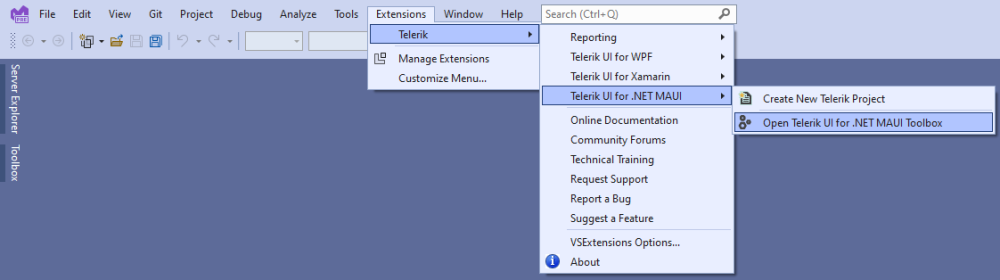 File Edit View Git Project Debug Analyze Tools Extensions Window Help Search (Ctrl+Q)
PRE
Telerik
Manage Extensions
Customize Menu...
Reporting
Telerik UI for WPF
Telerik UI for Xamarin
Telerik UI for .NET MAUI
Online Documentation
Community Forums
Technical Training
Request Support
Report a Bug
Suggest a Feature
VSExtensions Options...
About
Create New Telerik Project
Open Telerik UI for .NET MAUI Toolbox
Server Explorer
Toolbox